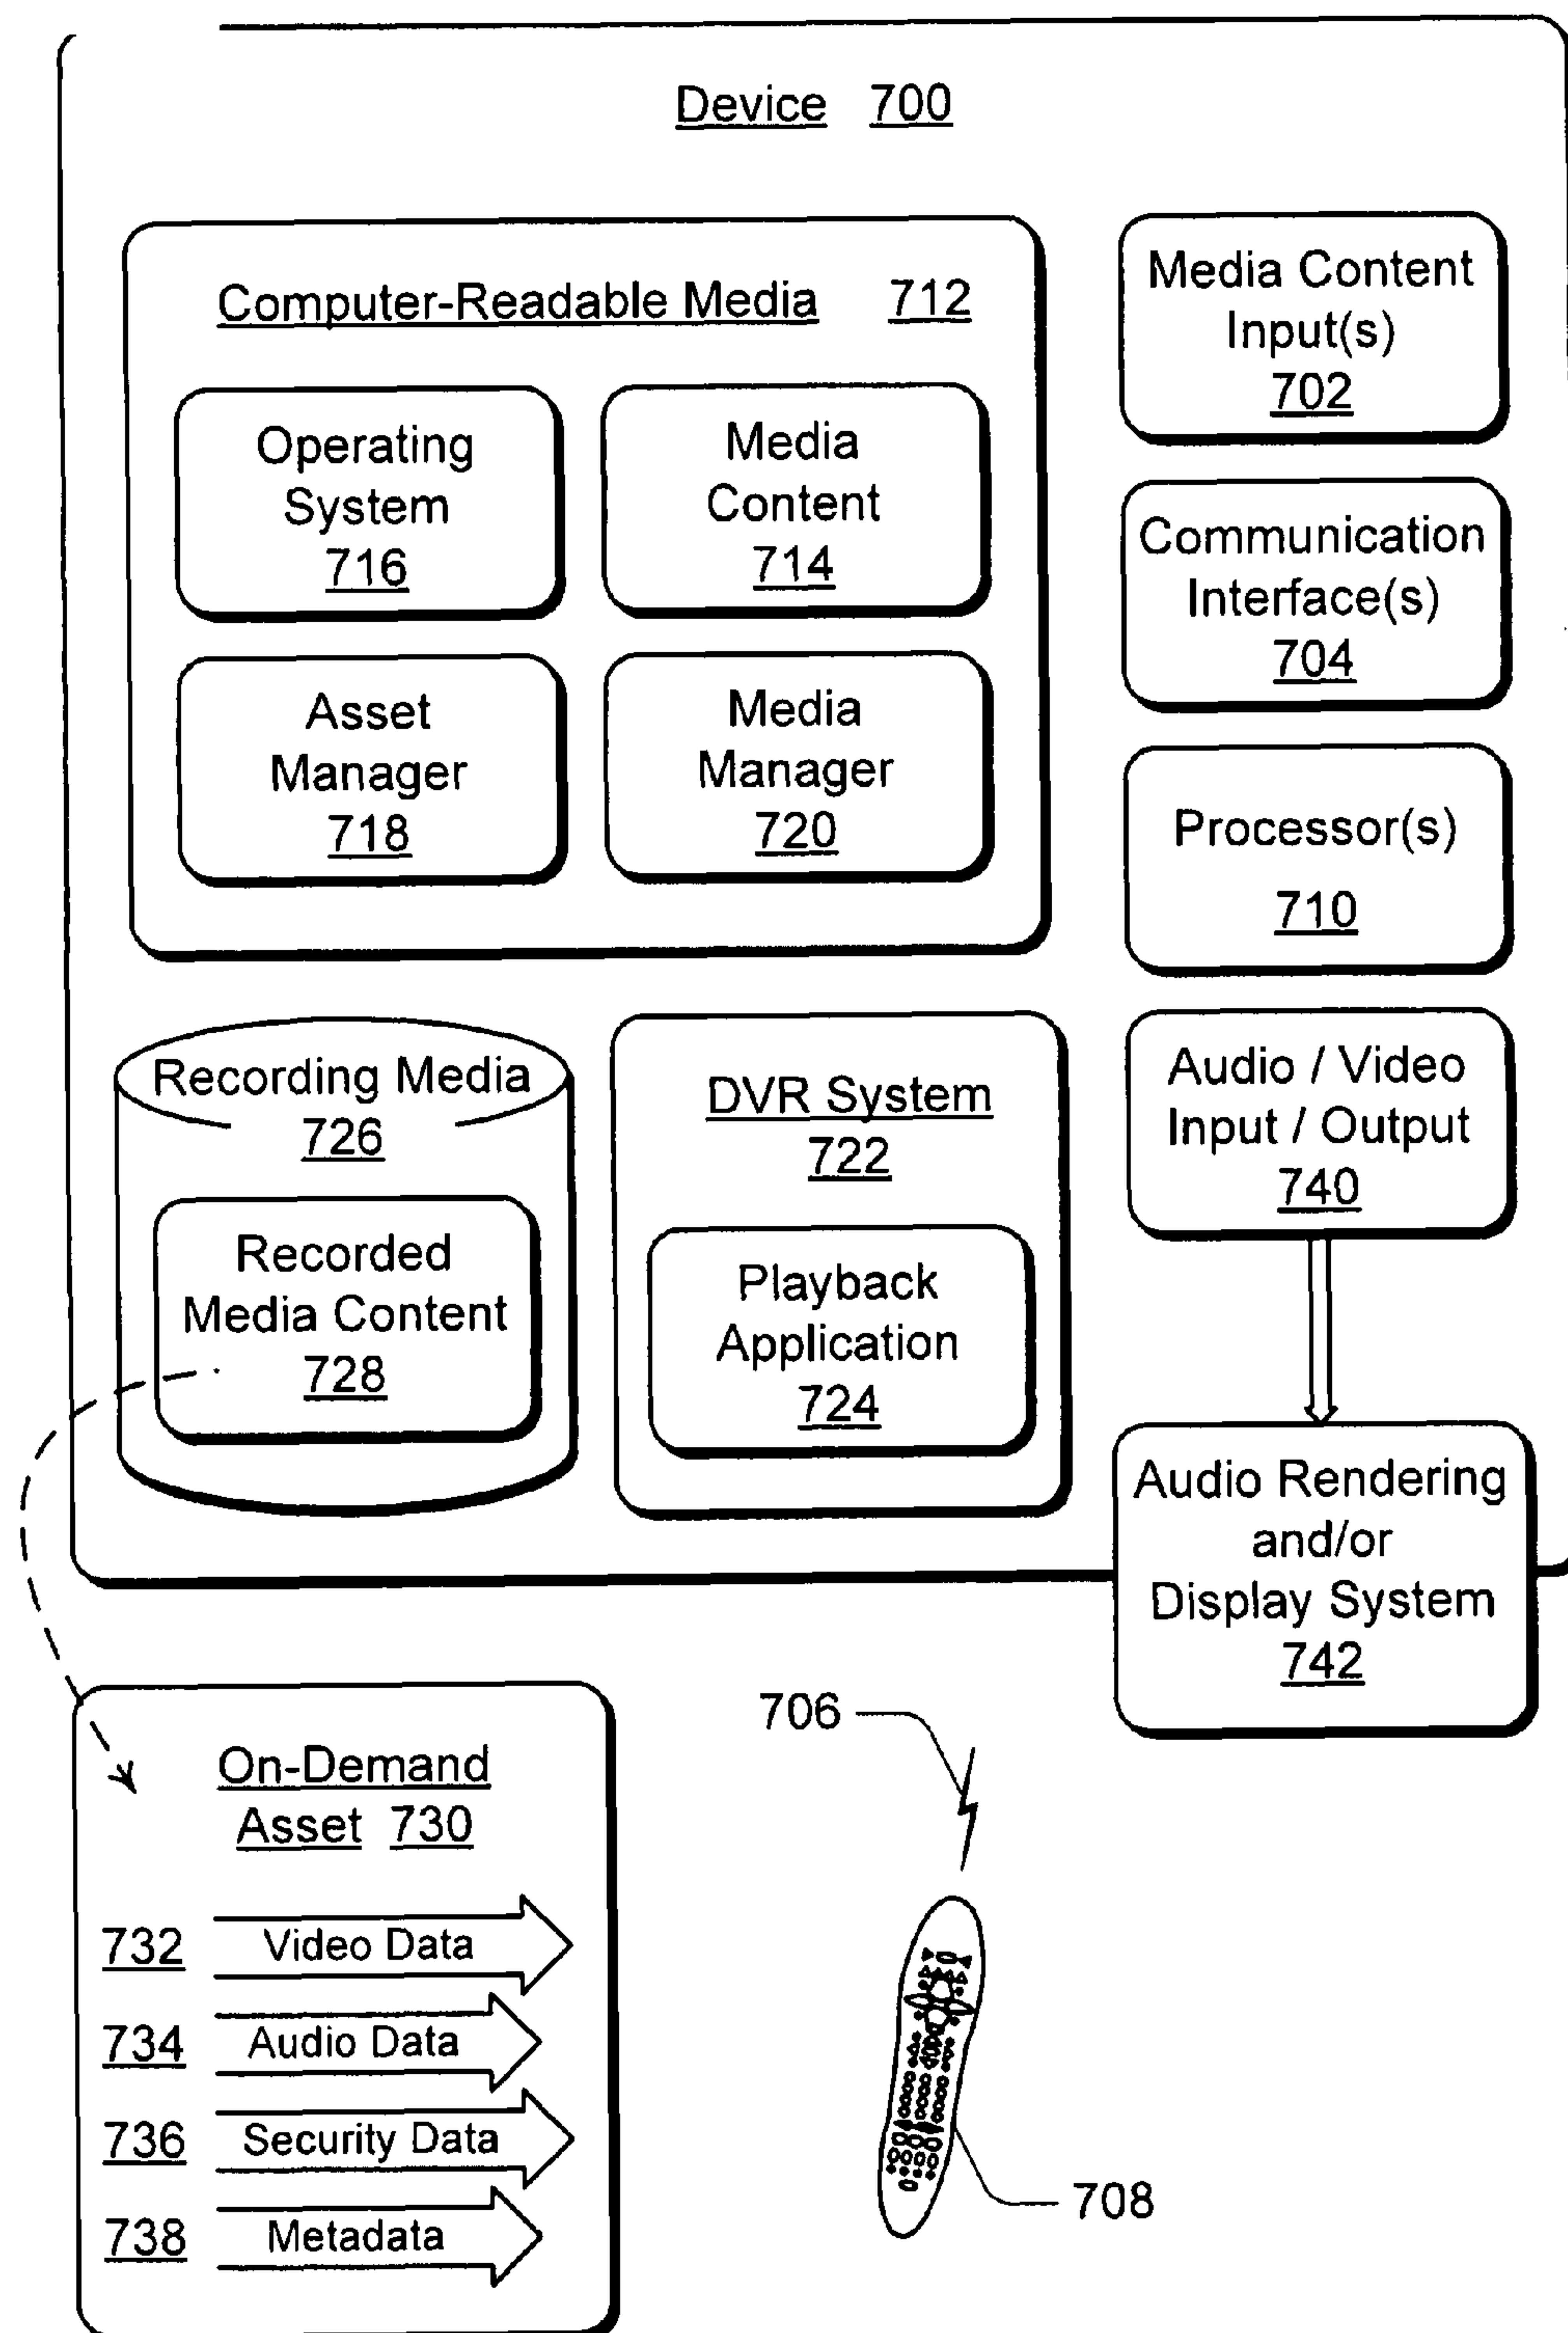 Device 700
Computer-Readable Media 712
Operating
System
716
Media
Content
714
Asset
Manager
718
Media
Manager
720
Media Content
Input(s)
702
Communication
Interface(s)
704
Processor(s)
710
Recording Media
726
Recorded
Media Content
728
DVR System
722
Playback
Application
724
Audio / Video
Input / Output
740
Audio Rendering
and/or
Display System
742
On-Demand
Asset 730
732 Video Data
734 Audio Data
736 Security Data
738 Metadata
706
708